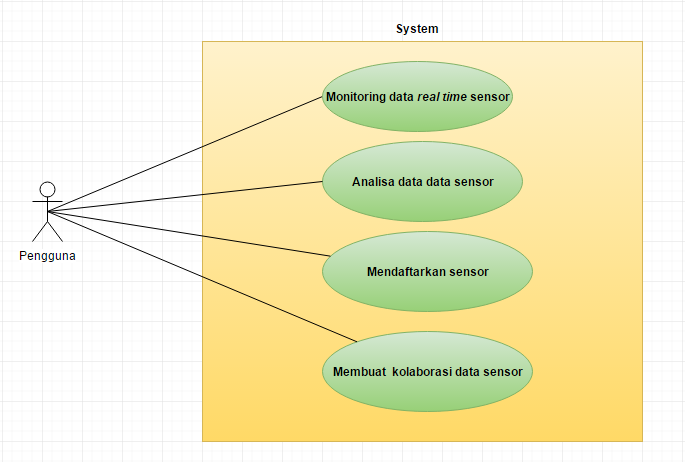 System
Monitoring data real time sensor
Analisa data data sensor
Pengguna
Mendaftarkan sensor
Membuat kolaborasi data sensor